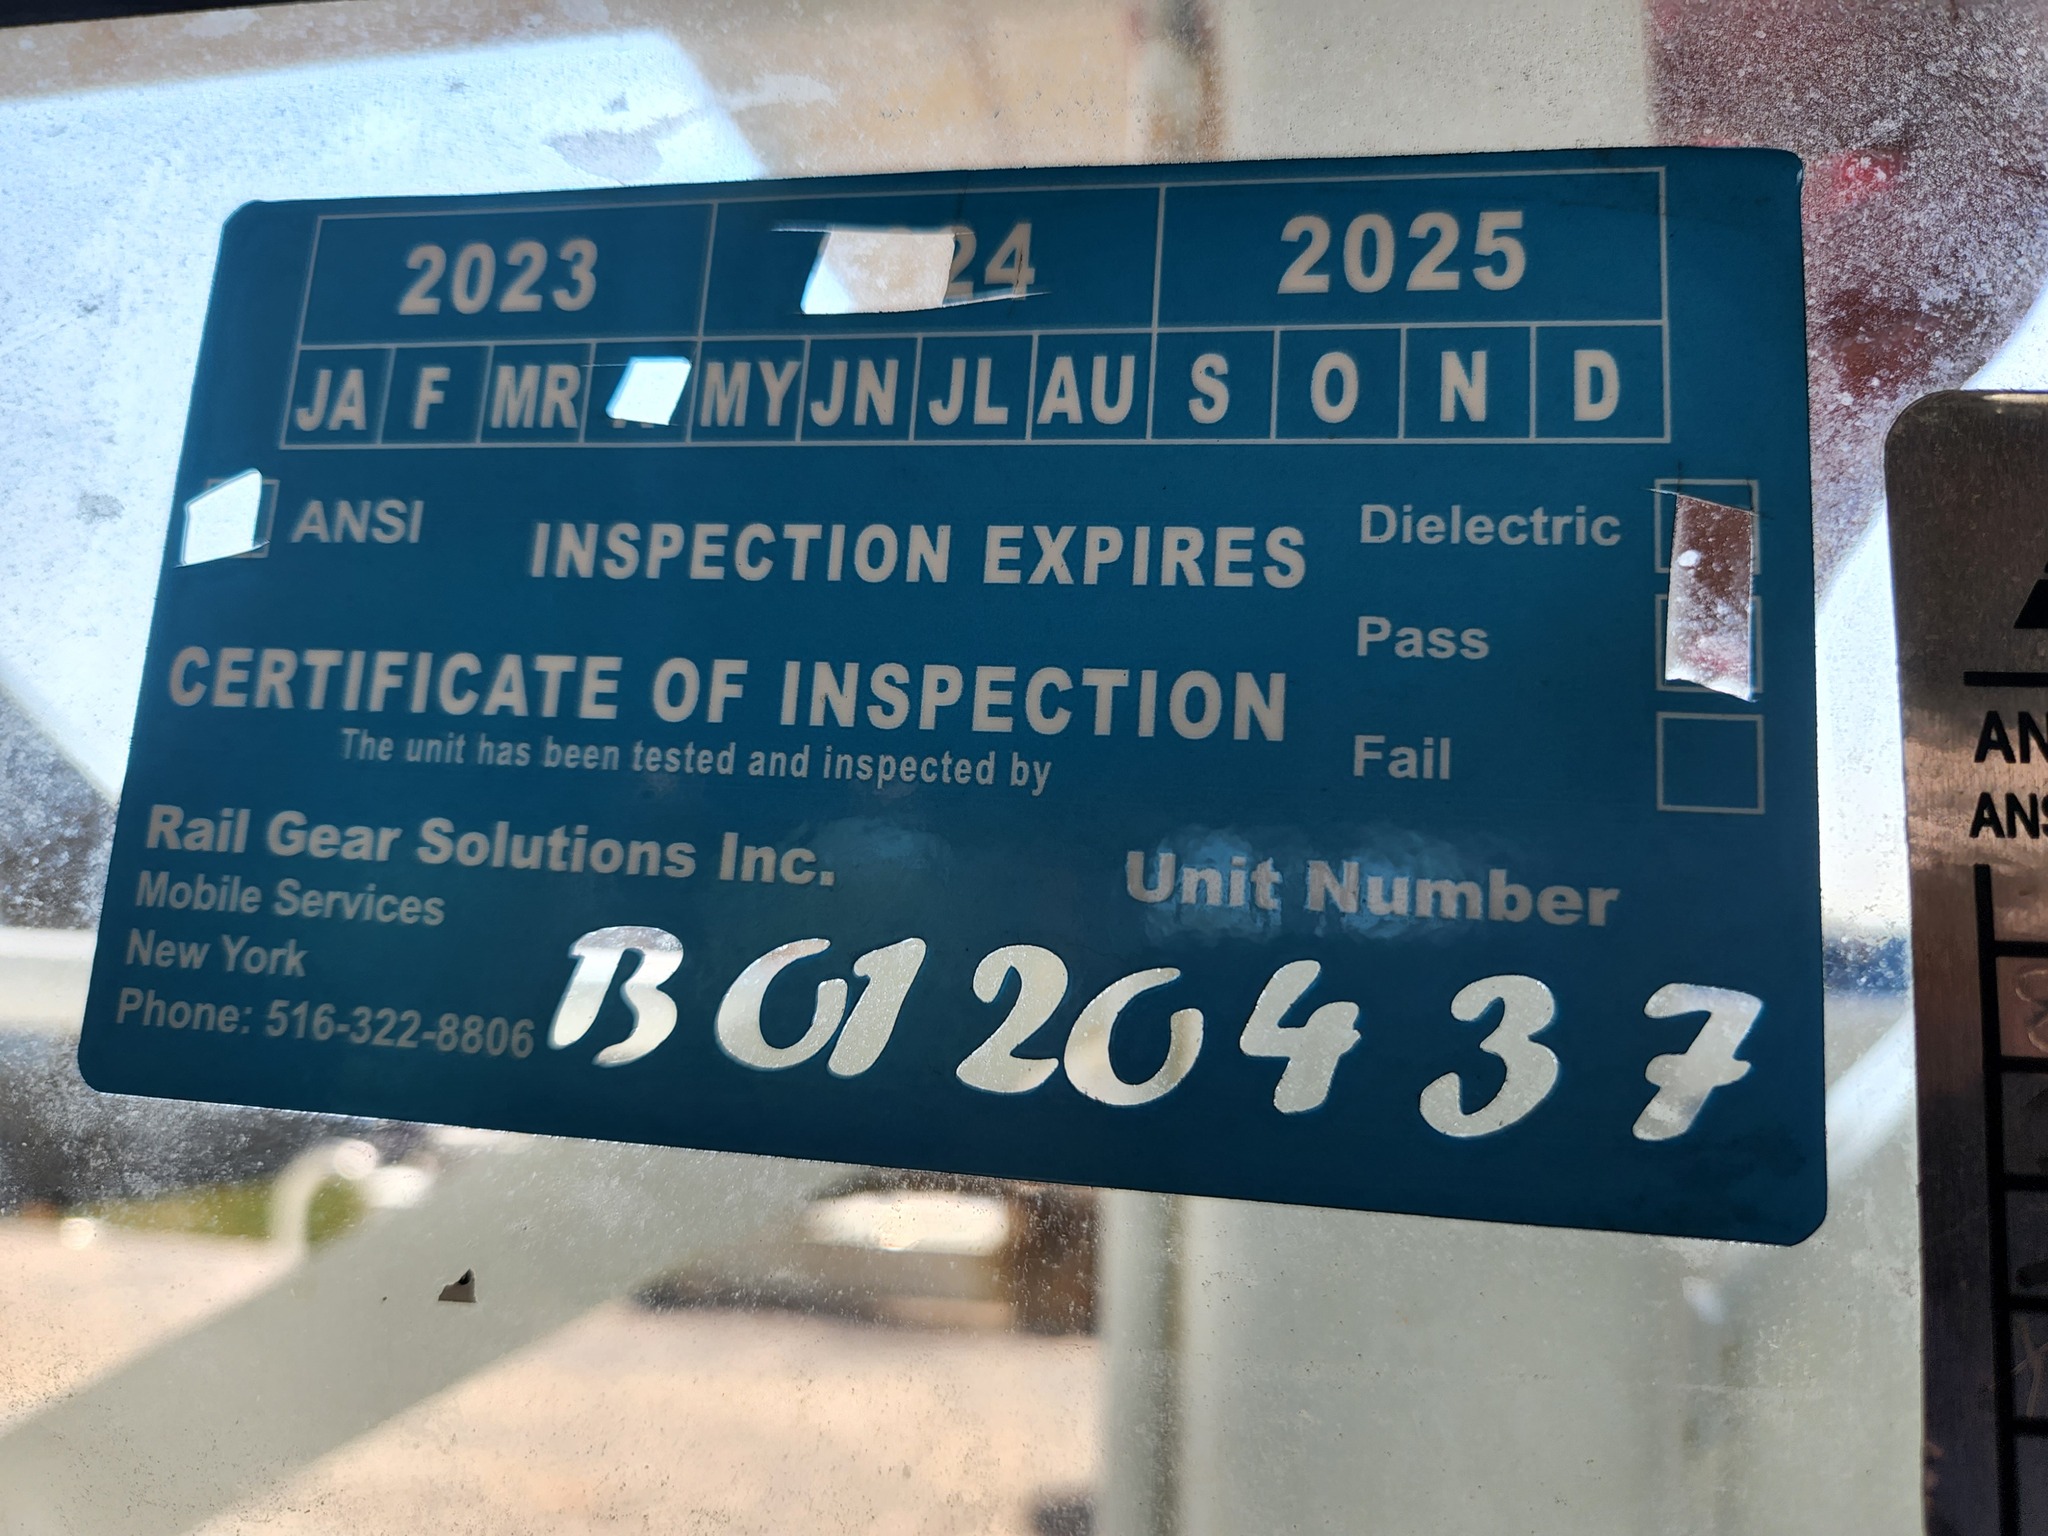 2023 24 2025
JA F MR MY JN JL AU S O N D
ANSI
INSPECTION EXPIRES
Dielectric
Pass
Fail
CERTIFICATE OF INSPECTION
The unit has been tested and inspected by
Rail Gear Solutions Inc.
Mobile Services
New York
Phone: 516-322-8806
Unit Number
B0120437
AN
ANS